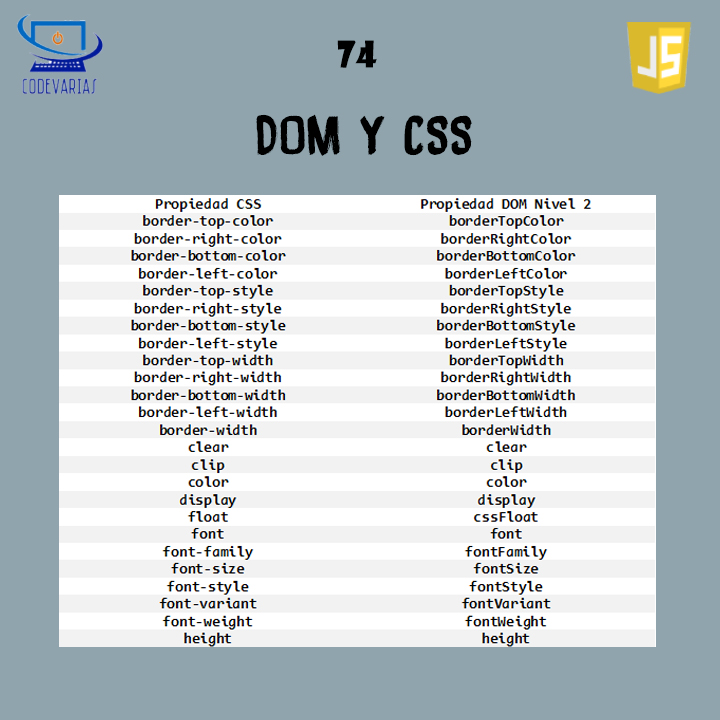 CODEVARIAS
74
JS
DOM Y CSS
Propiedad CSS Propiedad DOM Nivel 2
border-top-color borderTopColor
border-right-color borderRightColor
border-bottom-color borderBottomColor
border-left-color borderLeftColor
border-top-style borderTopStyle
border-right-style borderRightStyle
border-bottom-style borderBottomStyle
border-left-style borderLeftStyle
border-top-width borderTopWidth
border-right-width borderRightWidth
border-bottom-width borderBottomWidth
border-left-width borderLeftWidth
border-width borderWidth
clear clear
clip clip
color color
display display
float cssFloat
font font
font-family fontFamily
font-size fontSize
font-style fontStyle
font-variant fontVariant
font-weight fontWeight
height height